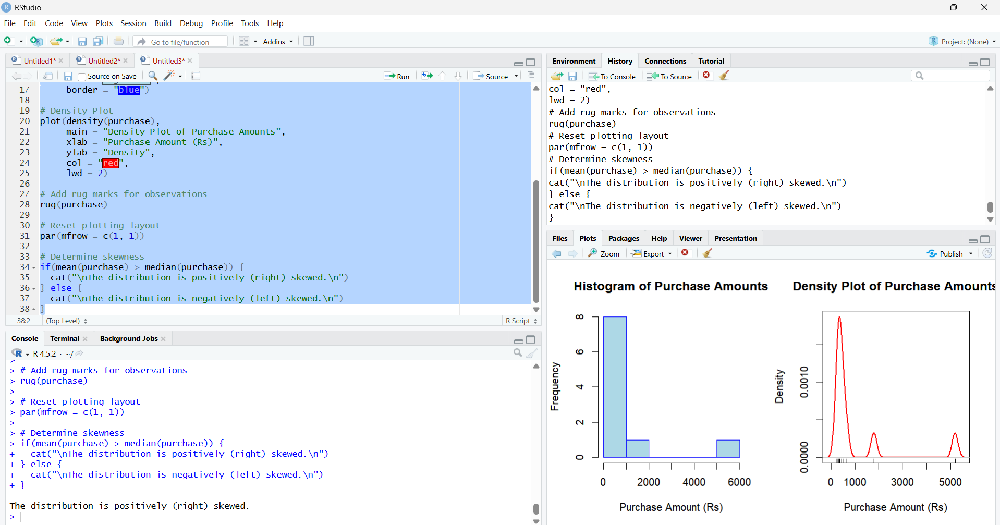 RStudio
File Edit Code View Plots Session Build Debug Profile Tools Help
Go to file/function
Addins
Project: (None)
Untitled1*
Untitled2*
Untitled3*
Source on Save
Run
Source
17 border = "blue")
18
19 # Density Plot
20 plot(density(purchase),
21 main = "Density Plot of Purchase Amounts",
22 xlab = "Purchase Amount (Rs)",
23 ylab = "Density",
24 col = "red",
25 lwd = 2)
26
27 # Add rug marks for observations
28 rug(purchase)
29
30 # Reset plotting layout
31 par(mfrow = c(1, 1))
32
33 # Determine skewness
34 if(mean(purchase) > median(purchase)) {
35 cat("\nThe distribution is positively (right) skewed.\n")
36 } else {
37 cat("\nThe distribution is negatively (left) skewed.\n")
38 }
38:2 (Top Level) R Script
Console Terminal Background Jobs
R 4.5.2 · ~/
>
> # Add rug marks for observations
> rug(purchase)
>
> # Reset plotting layout
> par(mfrow = c(1, 1))
>
> # Determine skewness
> if(mean(purchase) > median(purchase)) {
+ cat("\nThe distribution is positively (right) skewed.\n")
+ } else {
+ cat("\nThe distribution is negatively (left) skewed.\n")
+ }
The distribution is positively (right) skewed.
>
Environment History Connections Tutorial
To Console
To Source
col = "red",
lwd = 2)
# Add rug marks for observations
rug(purchase)
# Reset plotting layout
par(mfrow = c(1, 1))
# Determine skewness
if(mean(purchase) > median(purchase)) {
cat("\nThe distribution is positively (right) skewed.\n")
} else {
cat("\nThe distribution is negatively (left) skewed.\n")
}
Files Plots Packages Help Viewer Presentation
Zoom
Export
Publish
Histogram of Purchase Amounts
Frequency
8
6
4
2
0
0 2000 4000 6000
Purchase Amount (Rs)
Density Plot of Purchase Amounts
Density
0.0010
0.0000
0 1000 3000 5000
Purchase Amount (Rs)